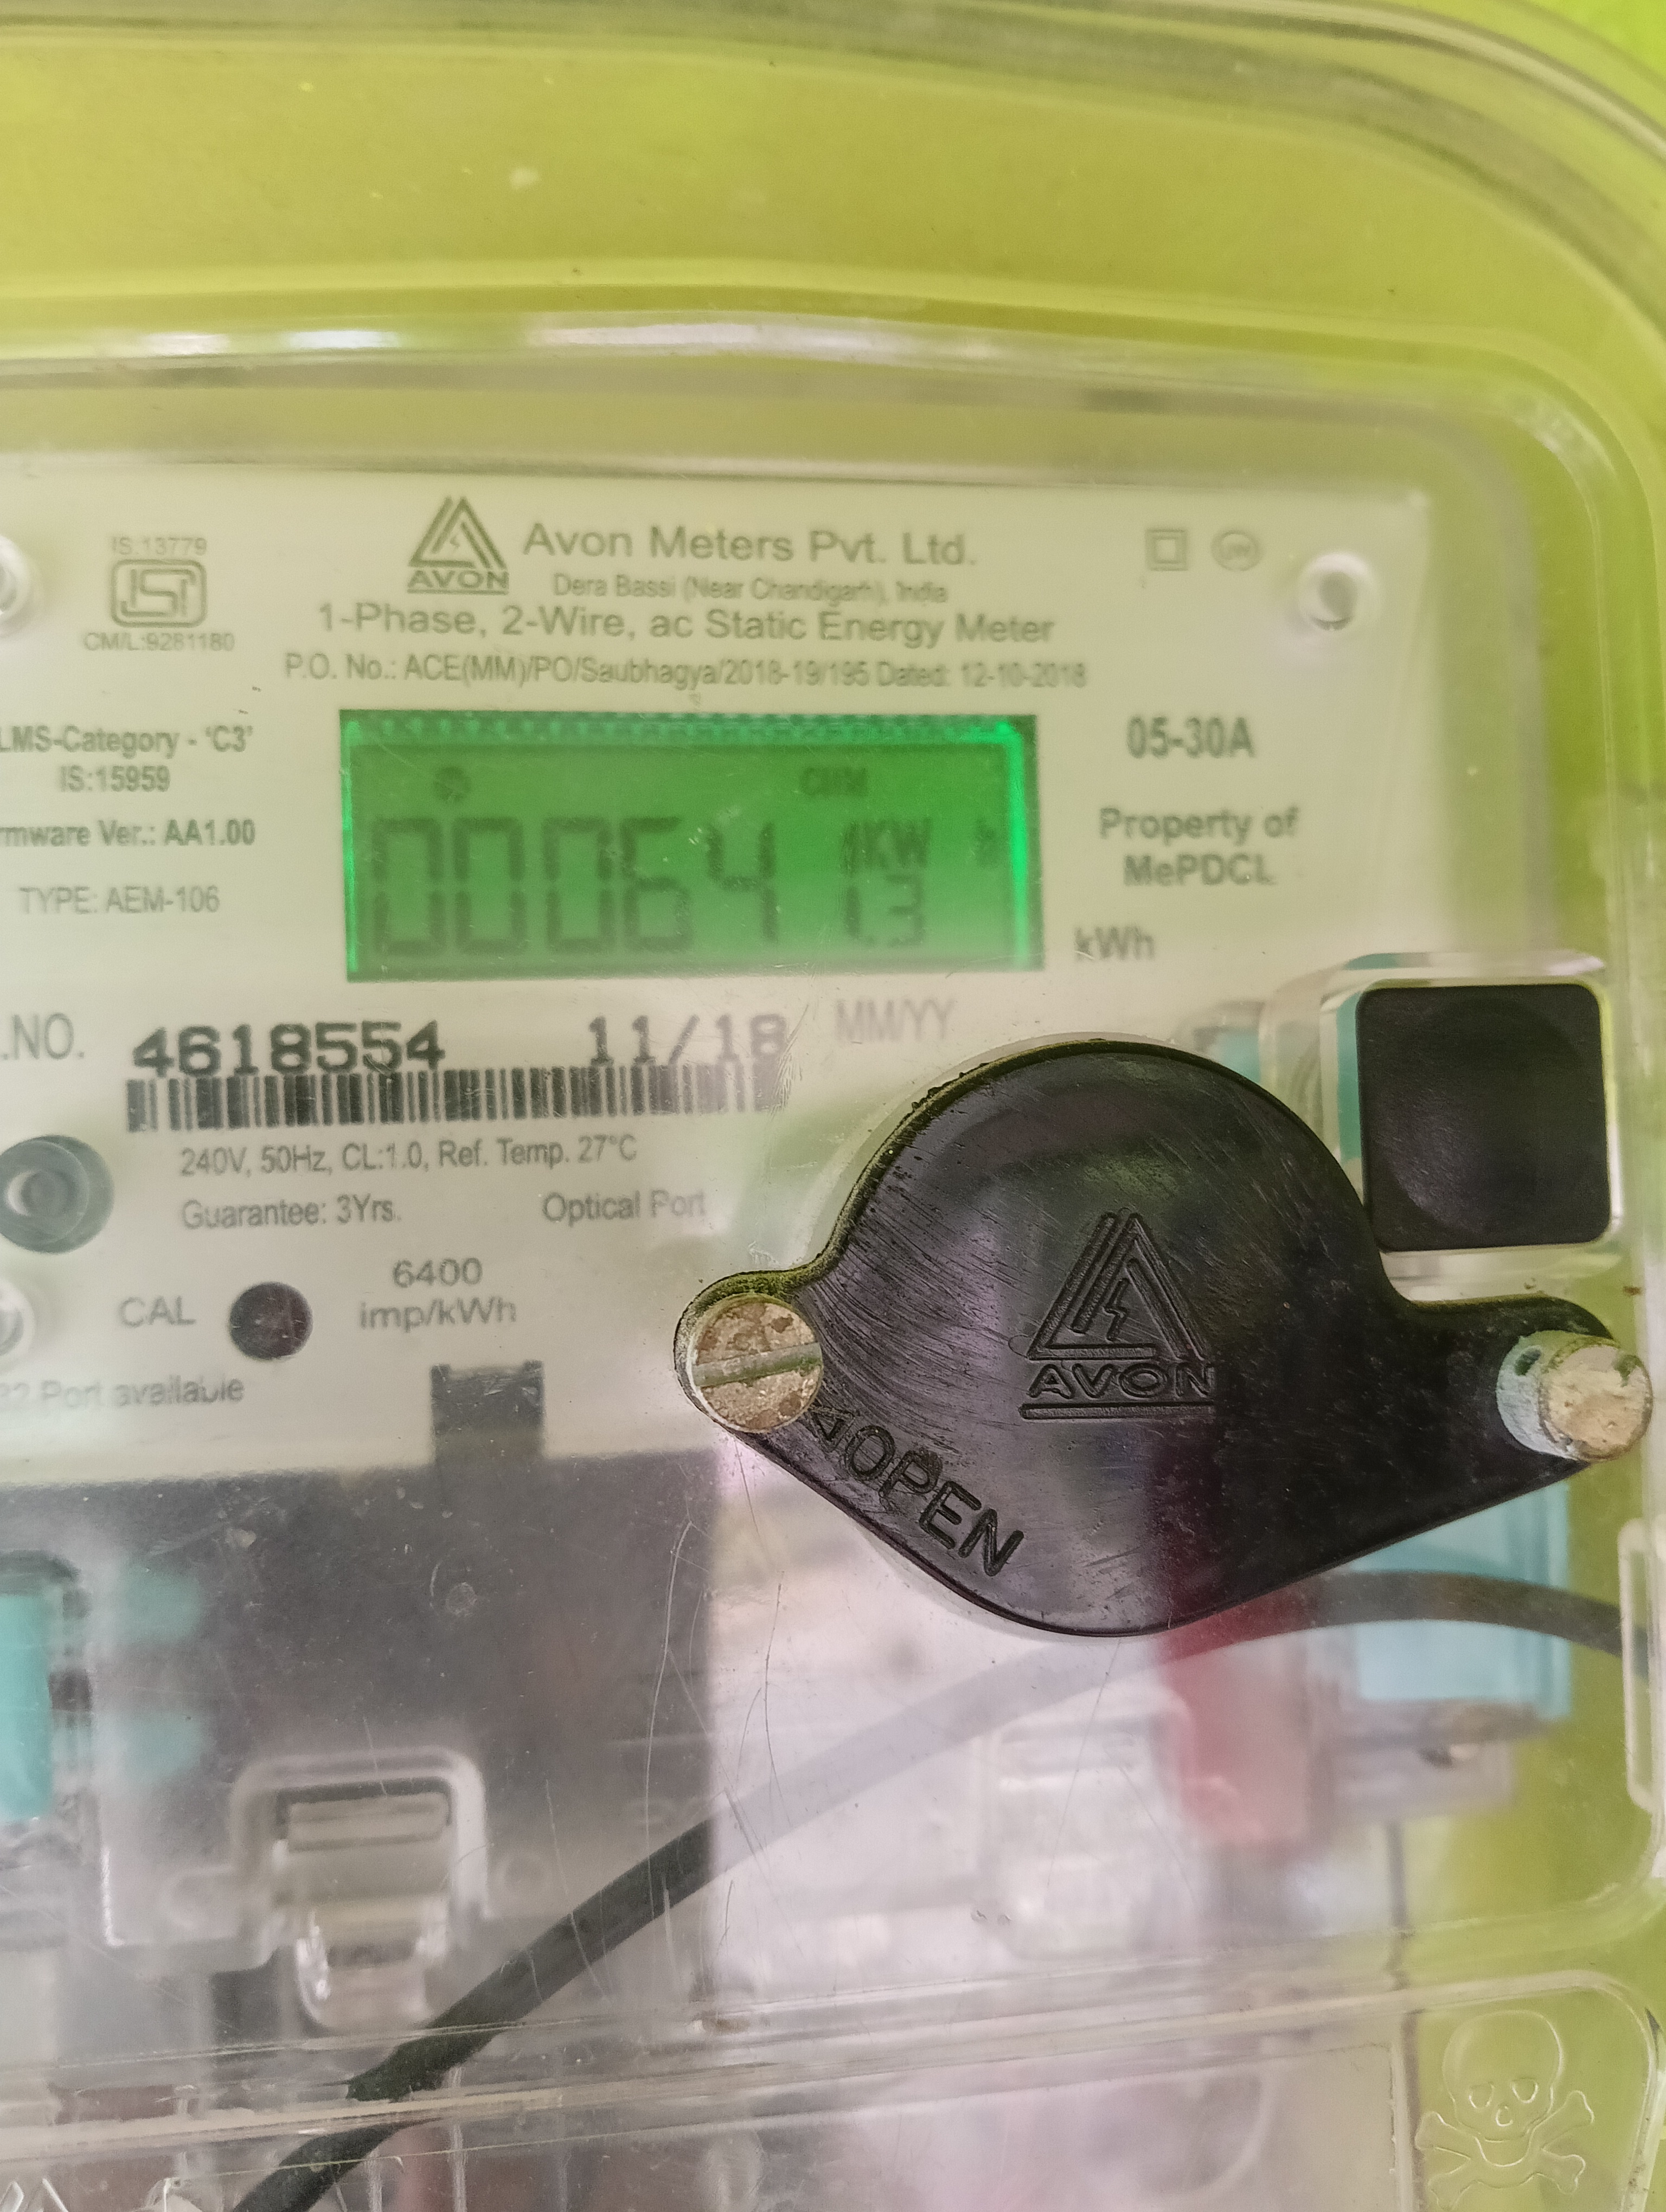 IS:13779
ISI
CM/L:9281180
AVON
Avon Meters Pvt. Ltd.
Dera Bassi (Near Chandigarh), India
1-Phase, 2-Wire, ac Static Energy Meter
P.O. No.: ACE(MM)/PO/Saubhagya/2018-19/195 Dated: 12-10-2018
LMS-Category - 'C3'
IS:15959
rmware Ver.: AA1.00
TYPE: AEM-106
CUM
KW h
05-30A
Property of
MePDCL
kWh
.NO. 4618554 11/18 MM/YY
240V, 50Hz, CL:1.0, Ref. Temp. 27°C
Guarantee: 3Yrs. Optical Port
CAL 6400
imp/kWh
32 Port available
AVON
OPEN